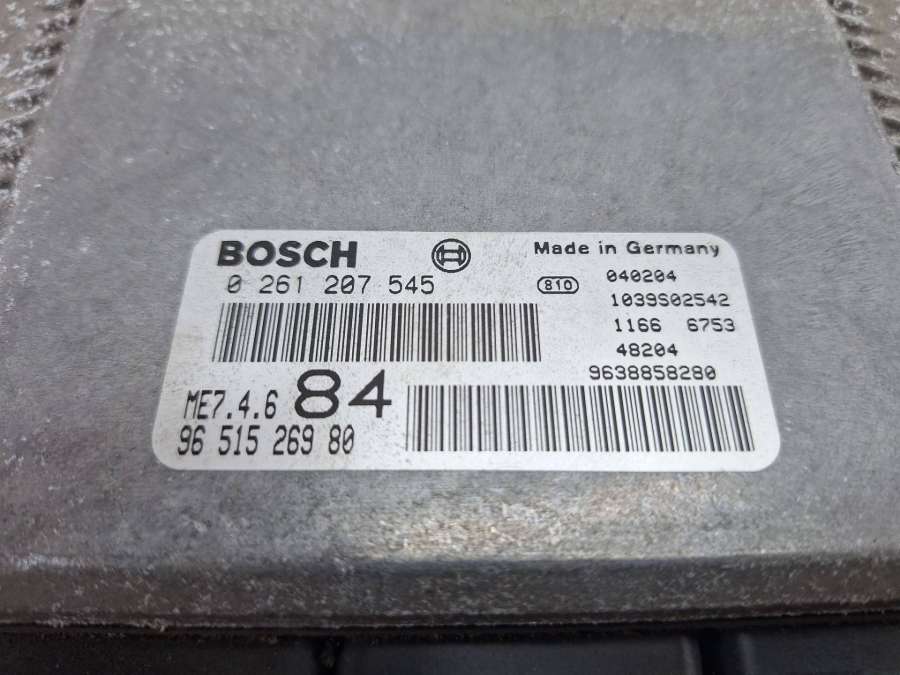 BOSCH
Made in Germany
0 261 207 545
810
040204
1039S02542
1166 6753
48204
9638858280
ME7.4.6
84
96 515 269 80